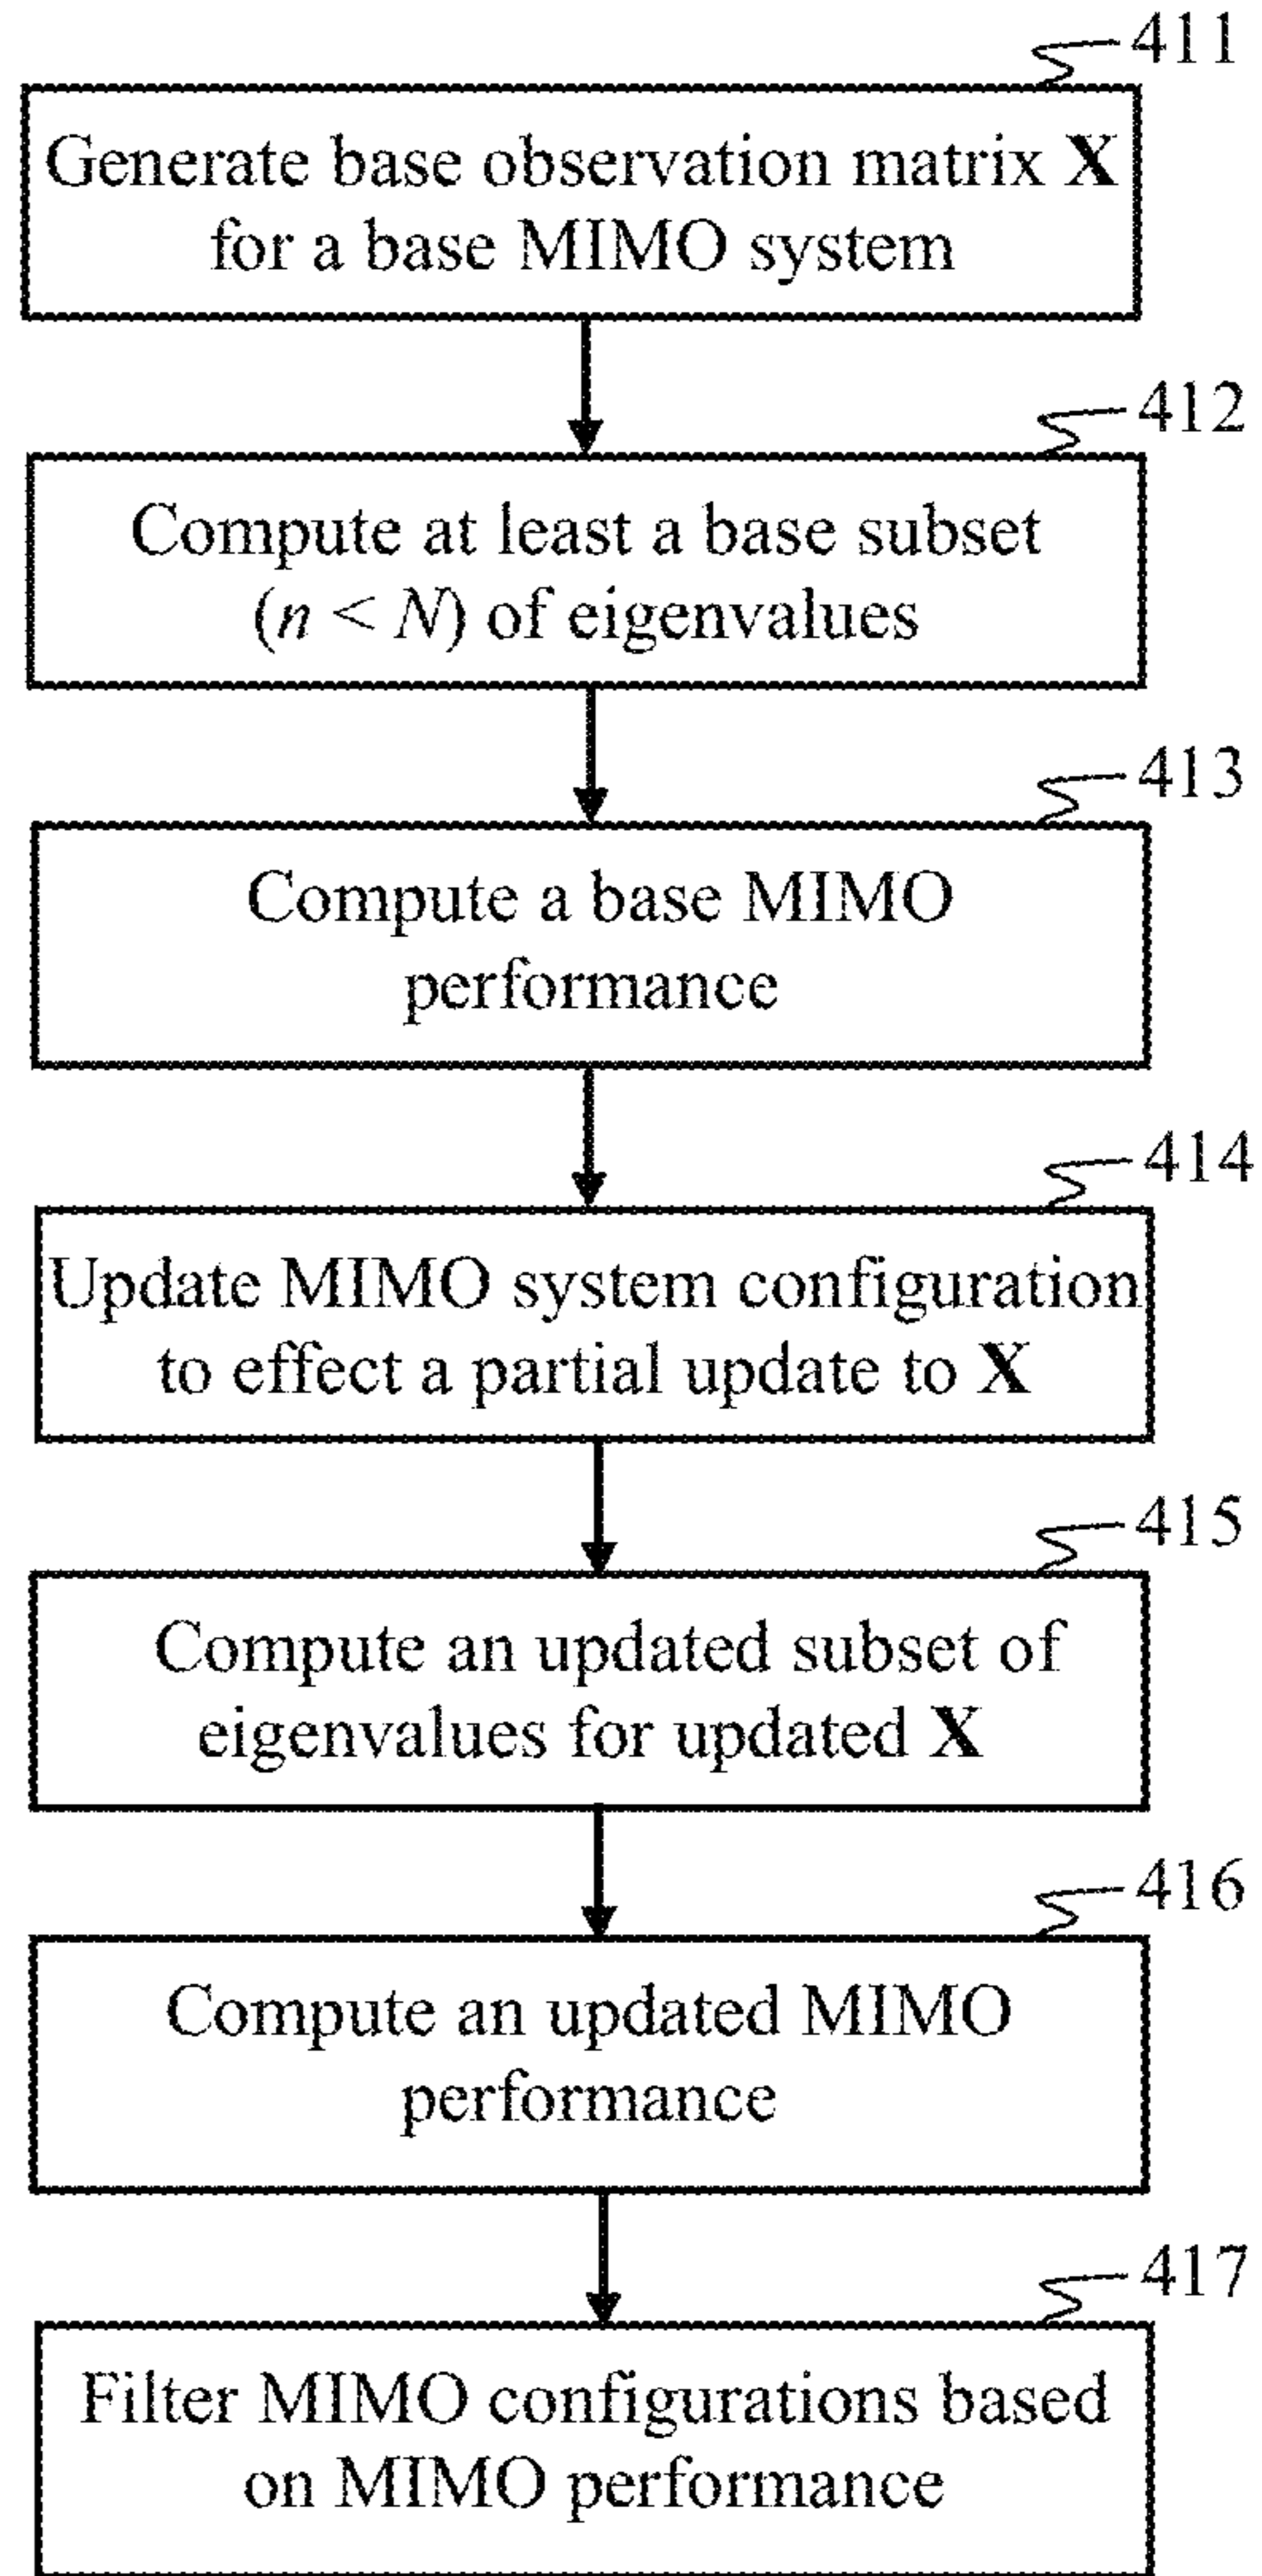 411
Generate base observation matrix X
for a base MIMO system
412
Compute at least a base subset
(n < N) of eigenvalues
413
Compute a base MIMO
performance
414
Update MIMO system configuration
to effect a partial update to X
415
Compute an updated subset of
eigenvalues for updated X
416
Compute an updated MIMO
performance
417
Filter MIMO configurations based
on MIMO performance